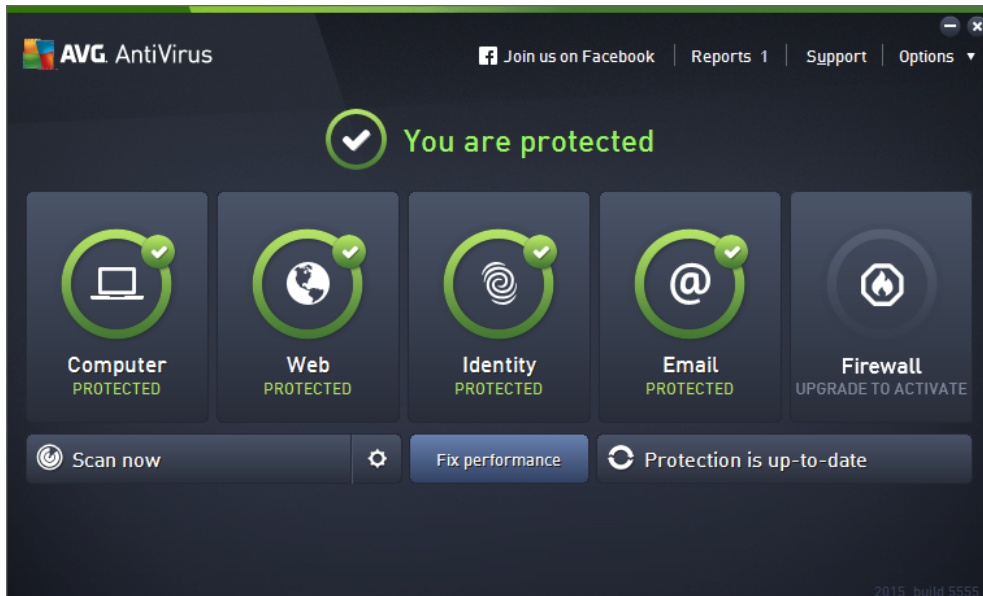 AVG. AntiVirus
Join us on Facebook
Reports 1
Support
Options
You are protected
Computer
PROTECTED
Web
PROTECTED
Identity
PROTECTED
Email
PROTECTED
Firewall
UPGRADE TO ACTIVATE
Scan now
Fix performance
Protection is up-to-date
2015 build 5555